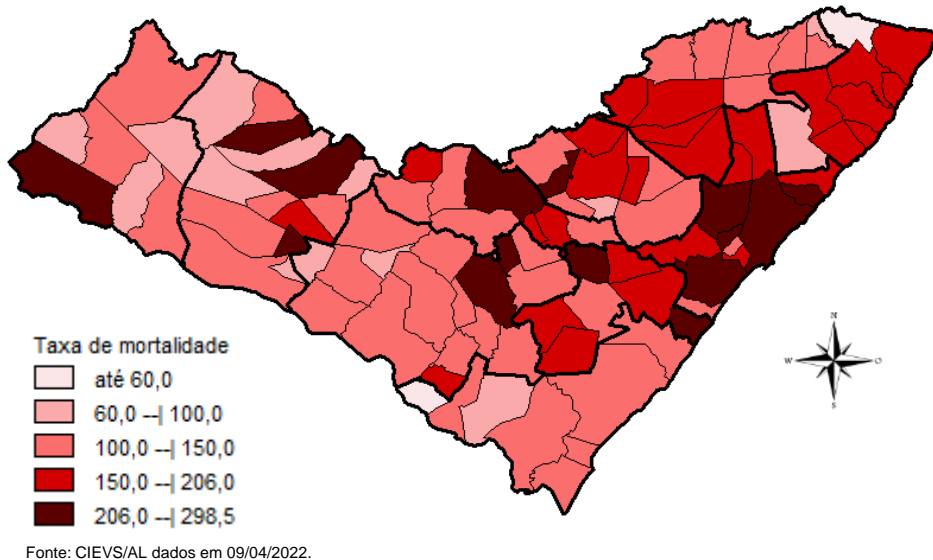 Taxa de mortalidade
até 60,0
60,0 --| 100,0
100,0 --| 150,0
150,0 --| 206,0
206,0 --| 298,5
N
W
O
S
Fonte: CIEVS/AL dados em 09/04/2022.